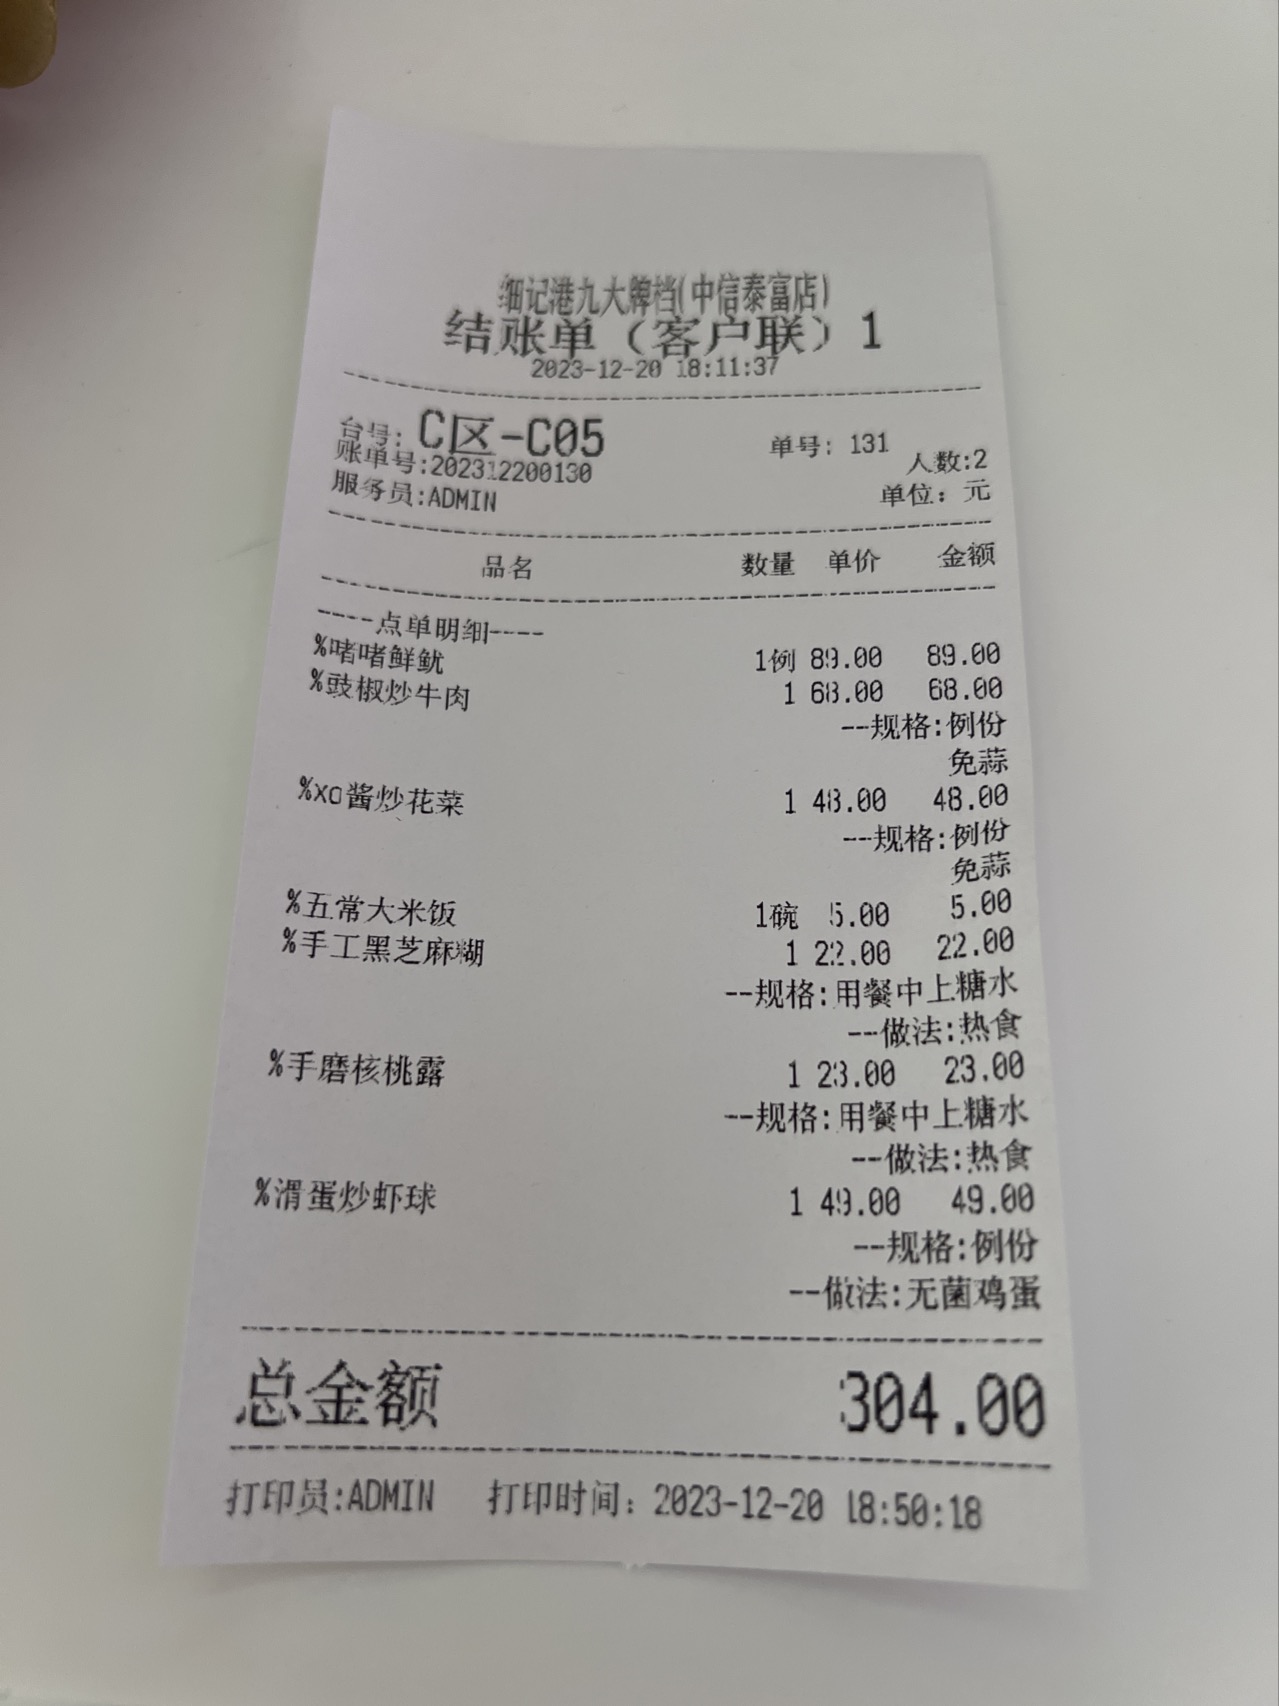 细记港九大牌档(中信泰富店)
结账单（客户联）1
2023-12-20 18:11:37
台号: C区-C05 单号: 131
账单号:202312200130 人数:2
服务员:ADMIN 单位: 元
品名 数量 单价 金额
----点单明细----
%啫啫鲜鱿 1例 89.00 89.00
%豉椒炒牛肉 1 68.00 68.00
--规格:例份
免蒜
%xo酱炒花菜 1 48.00 48.00
--规格:例份
免蒜
%五常大米饭 1碗 5.00 5.00
%手工黑芝麻糊 1 22.00 22.00
--规格:用餐中上糖水
--做法:热食
%手磨核桃露 1 23.00 23.00
--规格:用餐中上糖水
--做法:热食
%滑蛋炒虾球 1 49.00 49.00
--规格:例份
--做法:无菌鸡蛋
总金额 304.00
打印员:ADMIN 打印时间: 2023-12-20 18:50:18